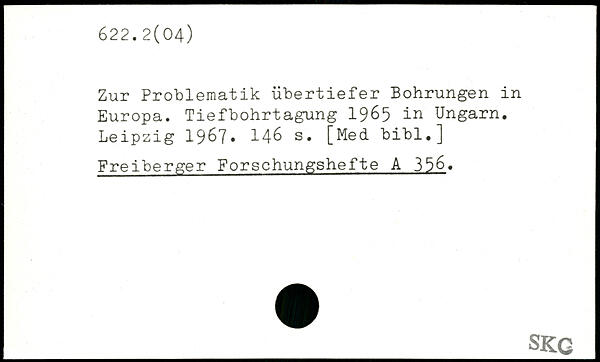 622.2(04)
Zur Problematik übertiefer Bohrungen in
Europa. Tiefbohrtagung 1965 in Ungarn.
Leipzig 1967. 146 s. [Med bibl.]
Freiberger Forschungshefte A 356.
SKC